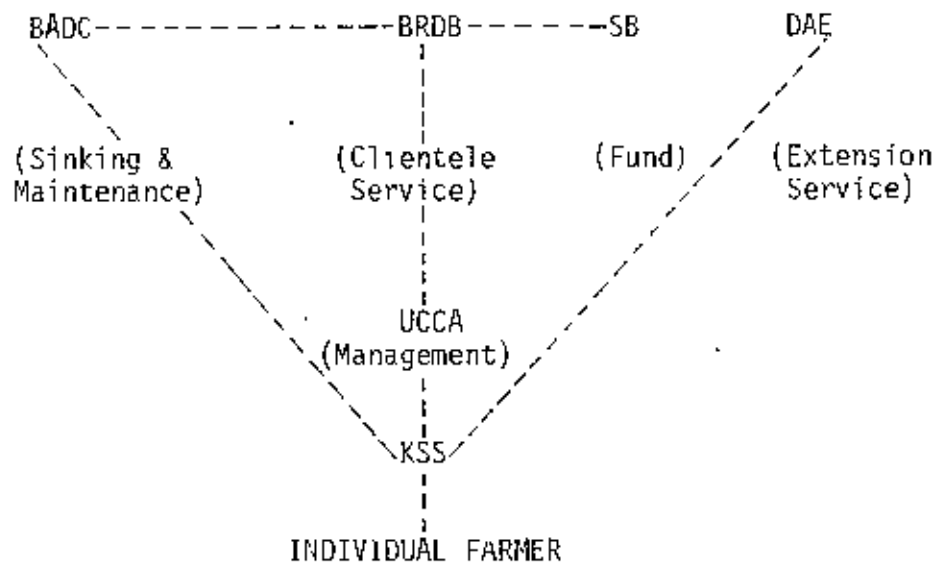 BADC BRDB SB DAE
(Sinking & (Clientele (Fund) (Extension
Maintenance) Service) Service)
UCCA
(Management)
KSS
INDIVIDUAL FARMER